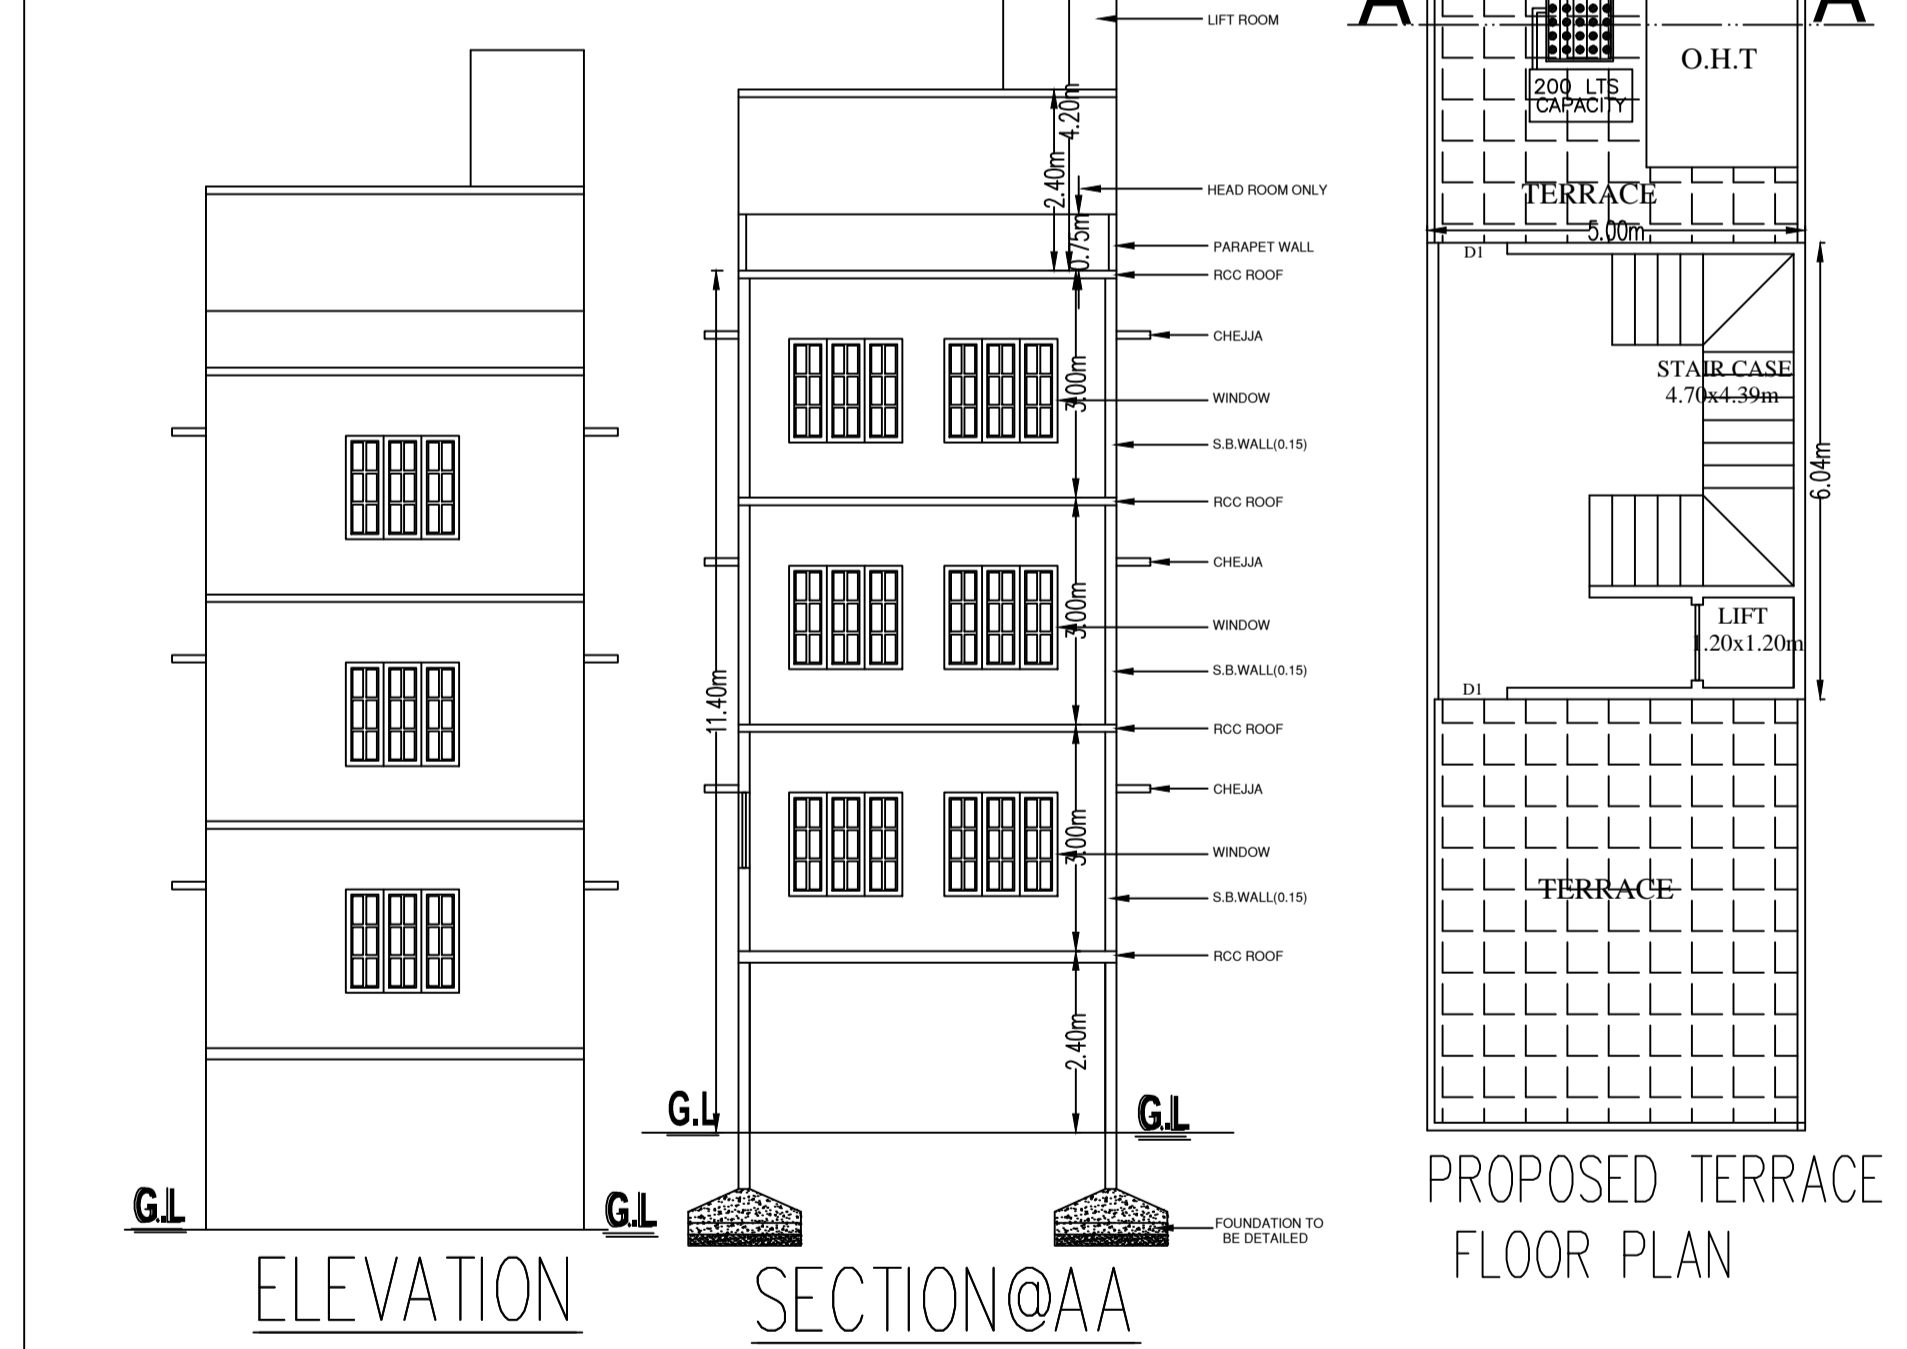 G.L
G.L
ELEVATION
LIFT ROOM
4.20m
2.40m
HEAD ROOM ONLY
0.75m
PARAPET WALL
RCC ROOF
CHEJJA
3.00m
WINDOW
S.B.WALL(0.15)
RCC ROOF
CHEJJA
3.00m
WINDOW
S.B.WALL(0.15)
11.40m
RCC ROOF
CHEJJA
3.00m
WINDOW
S.B.WALL(0.15)
RCC ROOF
2.40m
G.L
G.L
FOUNDATION TO
BE DETAILED
SECTION@AA
A
A
O.H.T
200 LTS
CAPACITY
TERRACE
5.00m
D1
STAIR CASE
4.70x4.39m
6.04m
LIFT
1.20x1.20m
D1
TERRACE
PROPOSED TERRACE
FLOOR PLAN